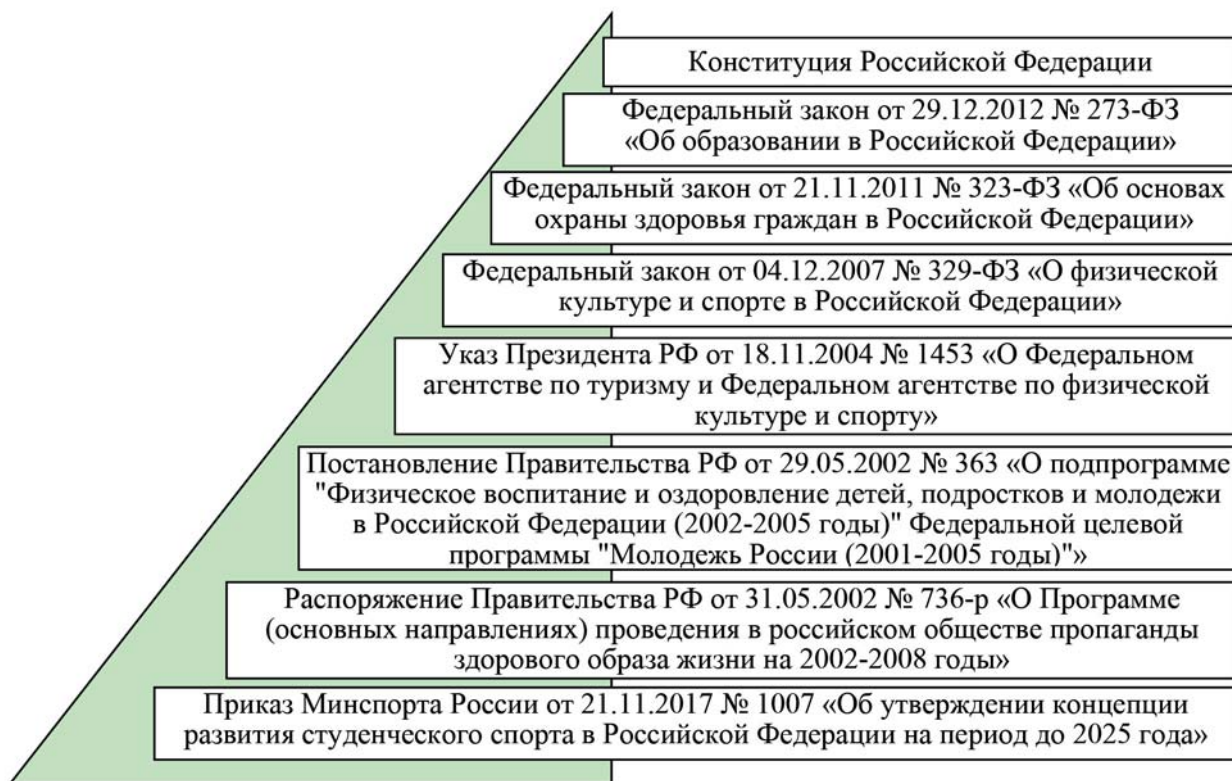 Конституция Российской Федерации
Федеральный закон от 29.12.2012 № 273-ФЗ
«Об образовании в Российской Федерации»
Федеральный закон от 21.11.2011 № 323-ФЗ «Об основах
охраны здоровья граждан в Российской Федерации»
Федеральный закон от 04.12.2007 № 329-ФЗ «О физической
культуре и спорте в Российской Федерации»
Указ Президента РФ от 18.11.2004 № 1453 «О Федеральном
агентстве по туризму и Федеральном агентстве по физической
культуре и спорту»
Постановление Правительства РФ от 29.05.2002 № 363 «О подпрограмме
"Физическое воспитание и оздоровление детей, подростков и молодежи
в Российской Федерации (2002-2005 годы)" Федеральной целевой
программы "Молодежь России (2001-2005 годы)"»
Распоряжение Правительства РФ от 31.05.2002 № 736-р «О Программе
(основных направлениях) проведения в российском обществе пропаганды
здорового образа жизни на 2002-2008 годы»
Приказ Минспорта России от 21.11.2017 № 1007 «Об утверждении концепции
развития студенческого спорта в Российской Федерации на период до 2025 года»